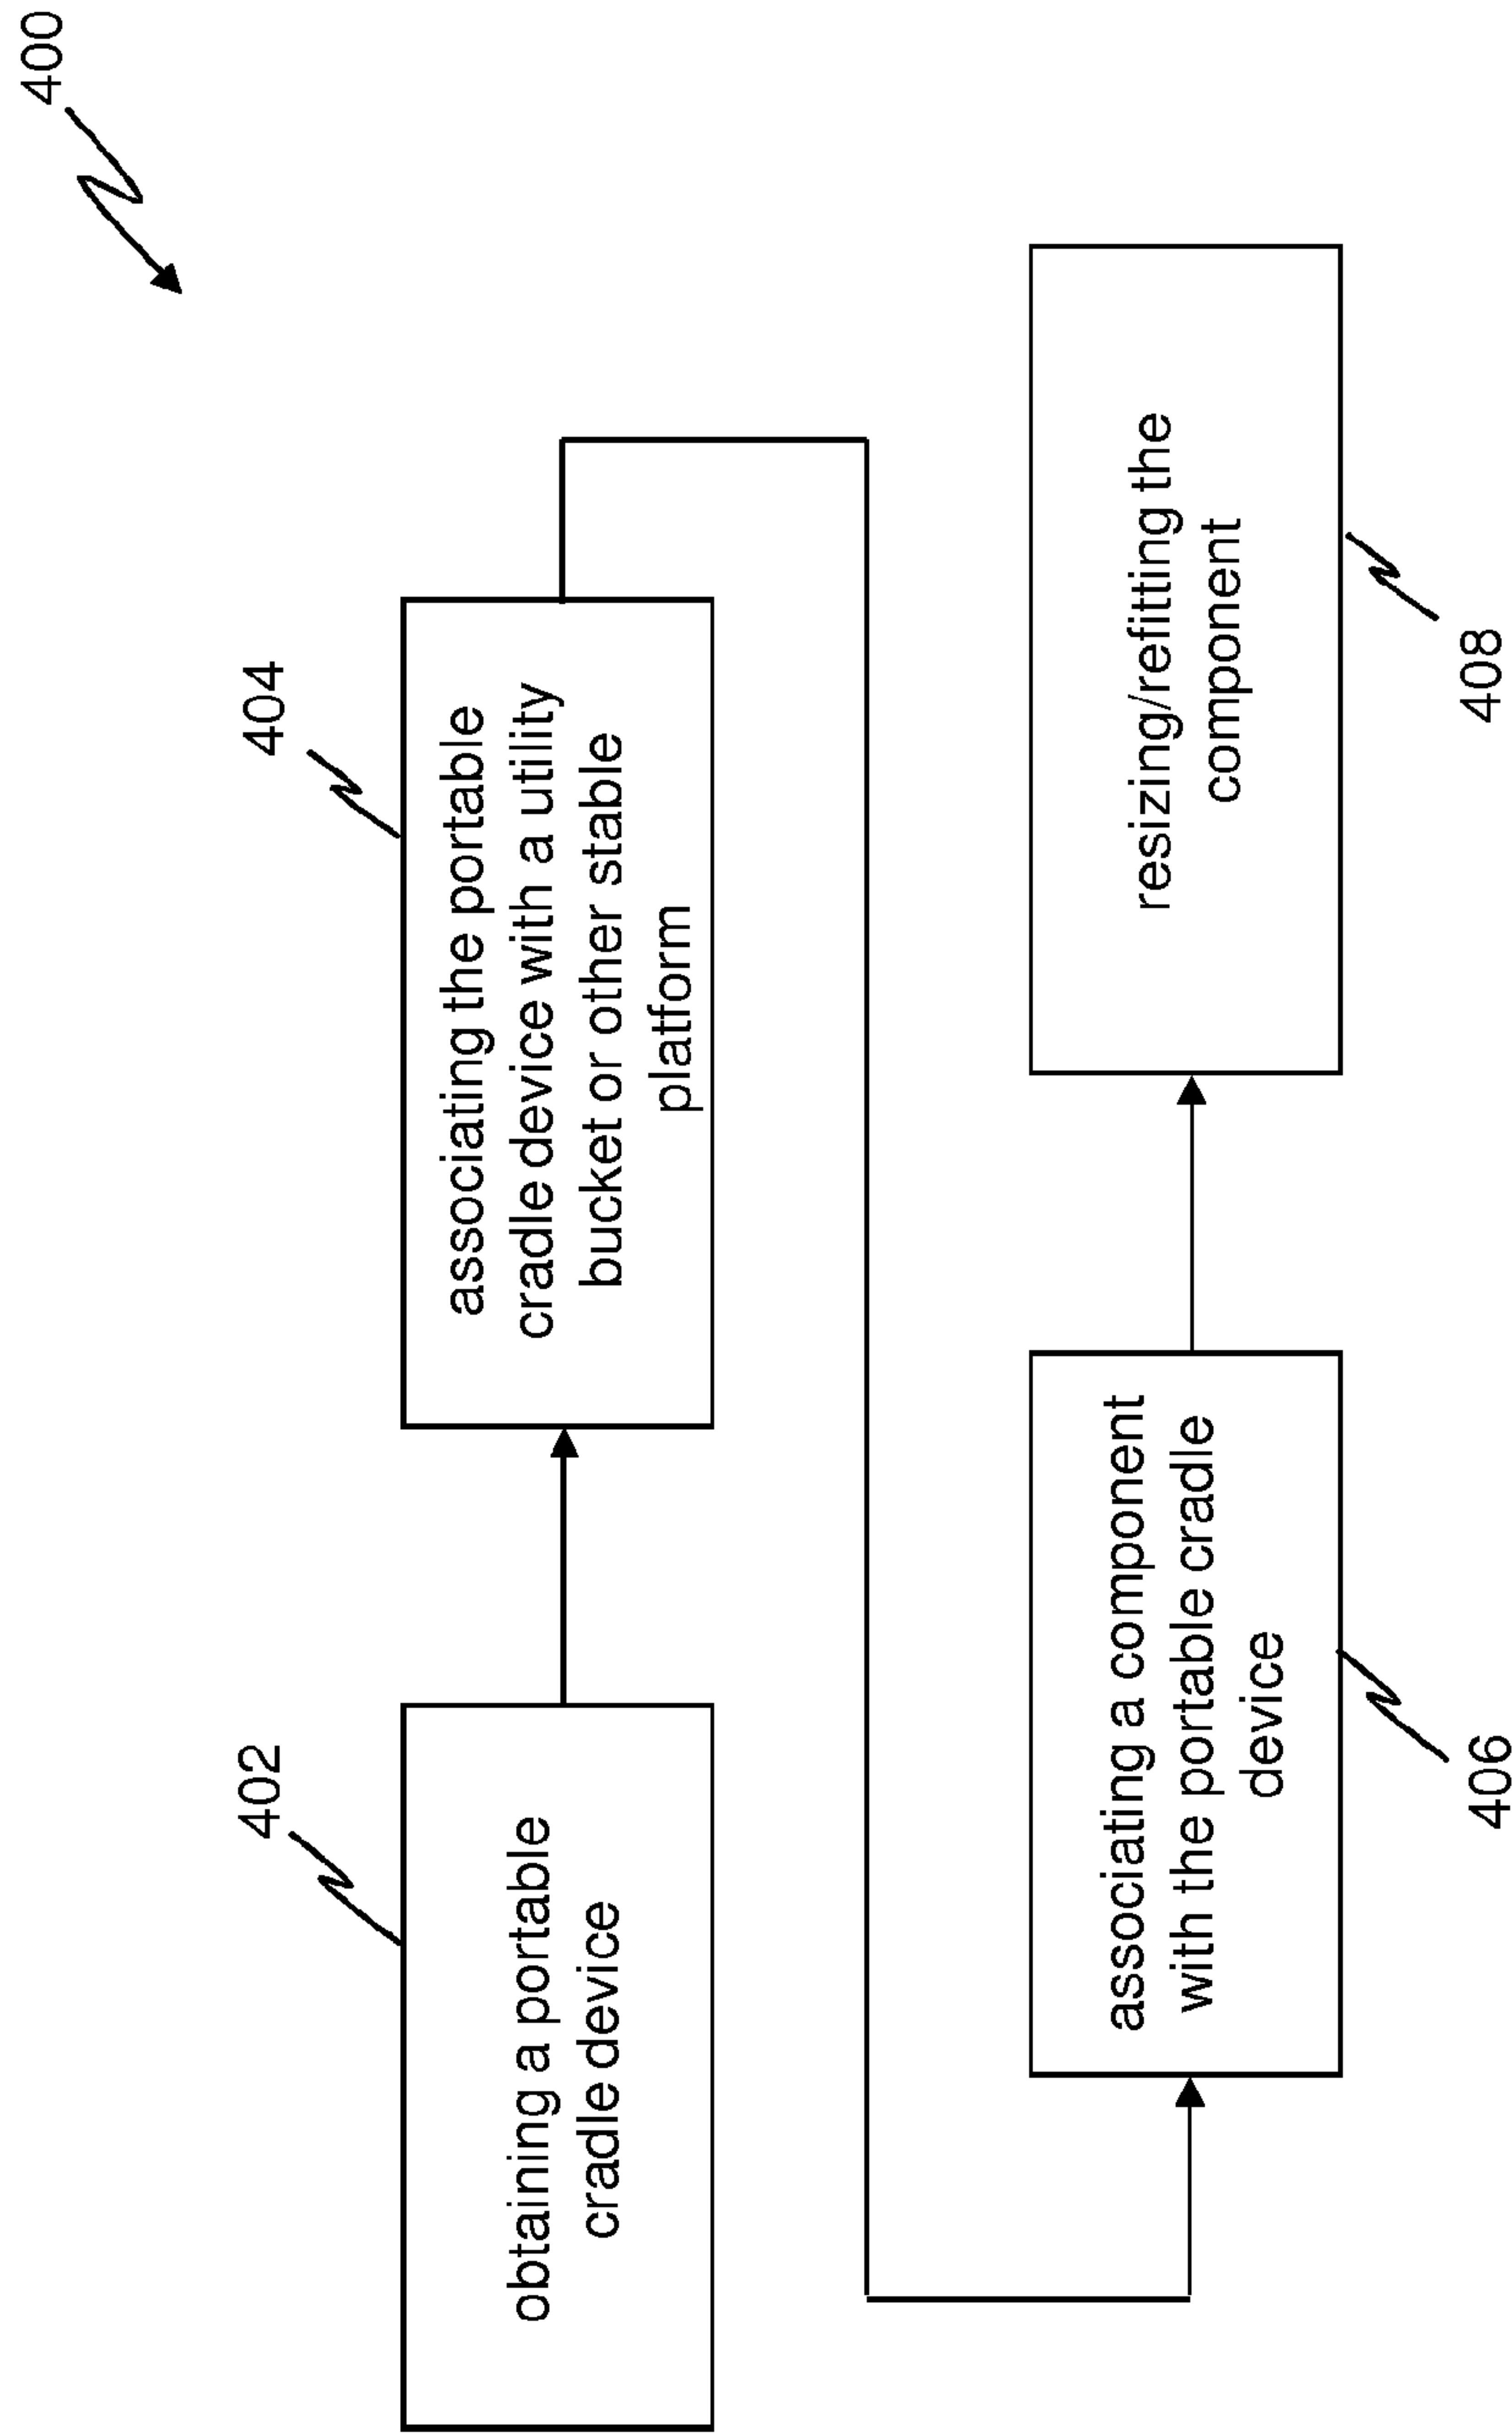 400
402
obtaining a portable
cradle device
404
associating the portable
cradle device with a utility
bucket or other stable
platform
406
associating a component
with the portable cradle
device
408
resizing/refitting the
component